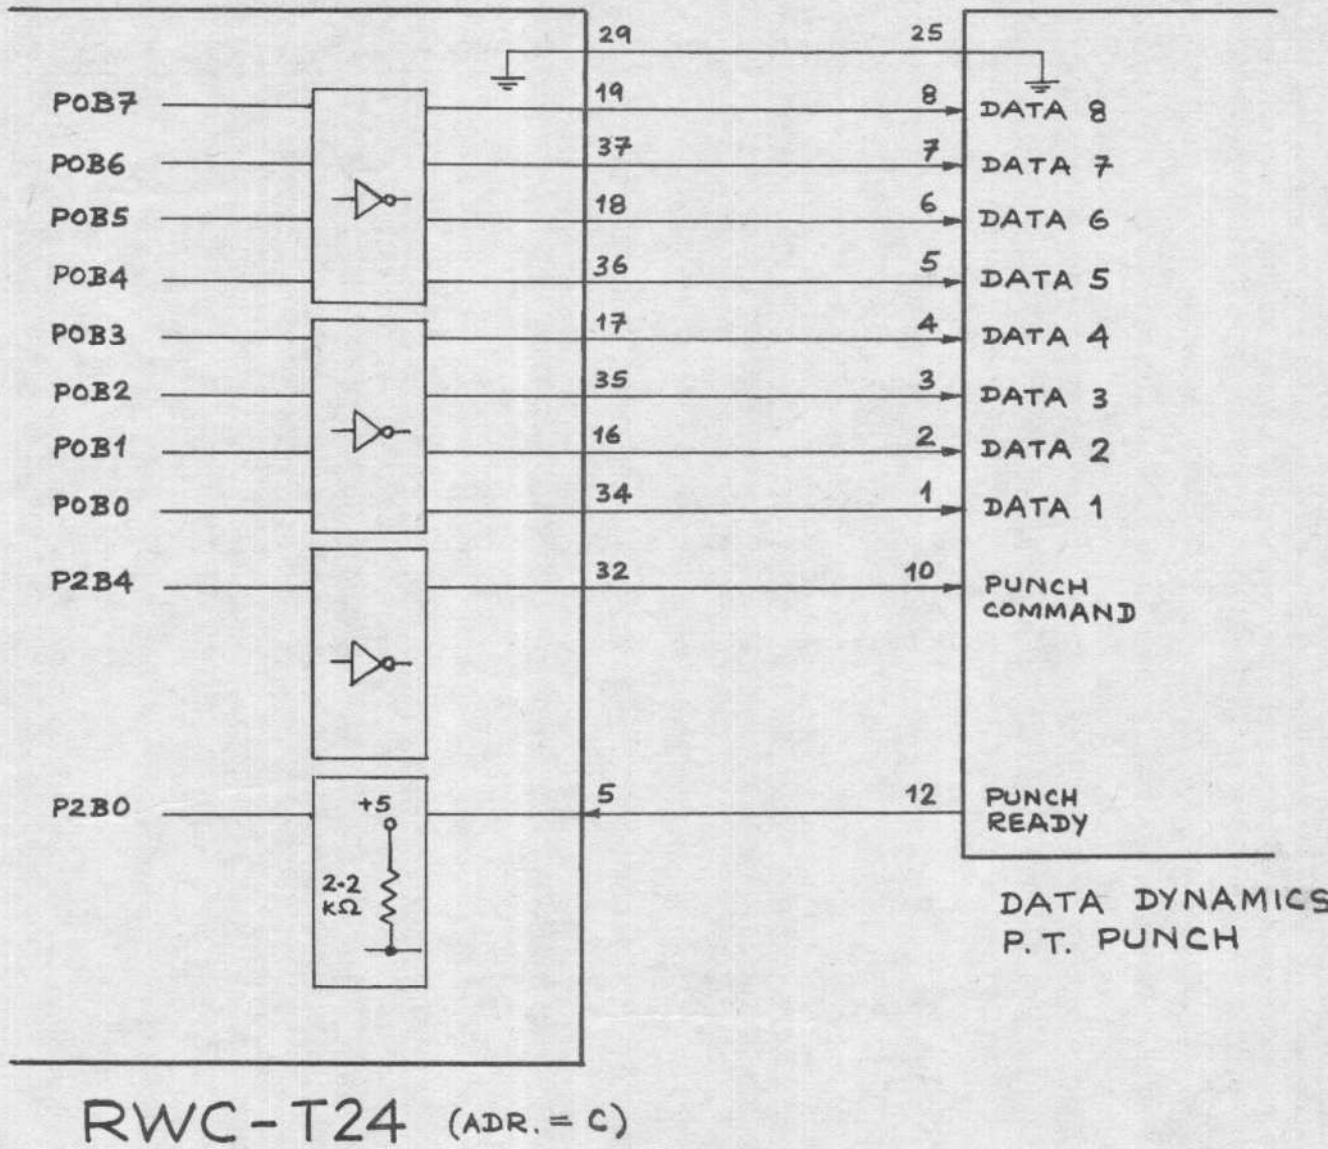 29 25
P0B7 19 8 DATA 8
P0B6 37 7 DATA 7
P0B5 18 6 DATA 6
P0B4 36 5 DATA 5
P0B3 17 4 DATA 4
P0B2 35 3 DATA 3
P0B1 16 2 DATA 2
P0B0 34 1 DATA 1
P2B4 32 10 PUNCH
COMMAND
P2B0 +5 5 12 PUNCH
READY
2.2
KΩ
DATA DYNAMICS
P.T. PUNCH
RWC-T24 (ADR. = C)